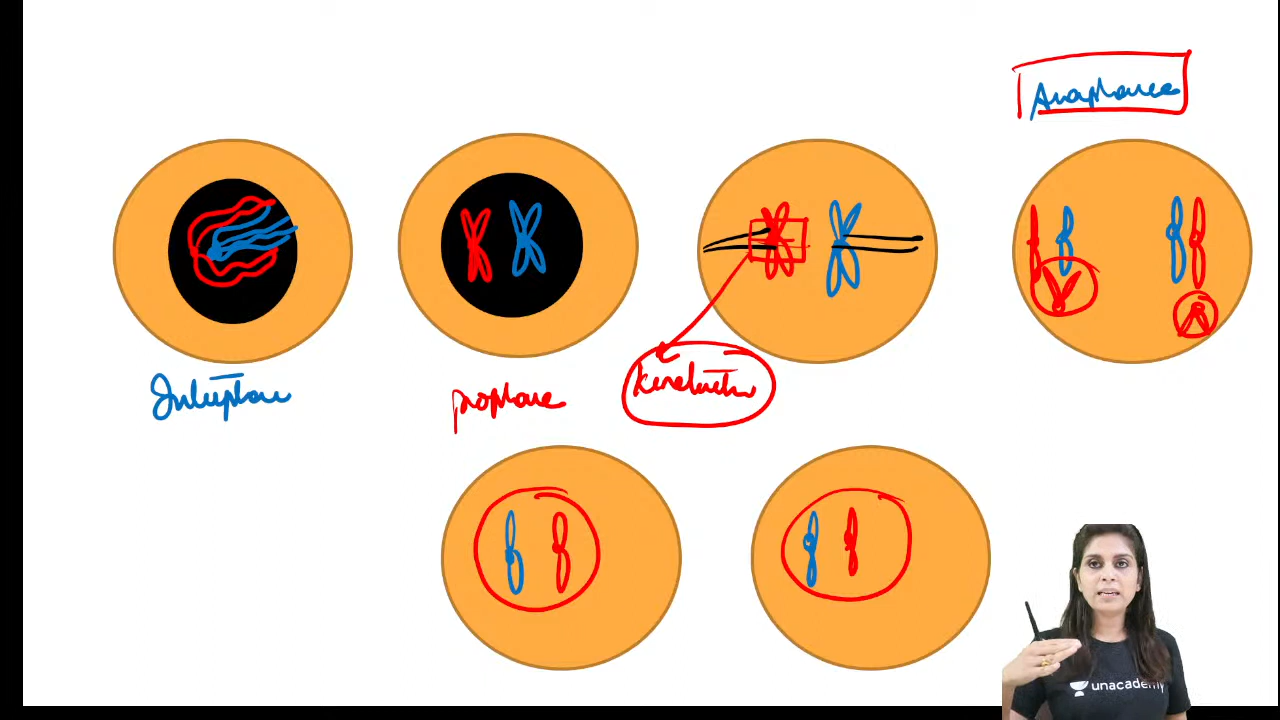 Anaphase
Interphase
prophase
Kinetochore
unacademy